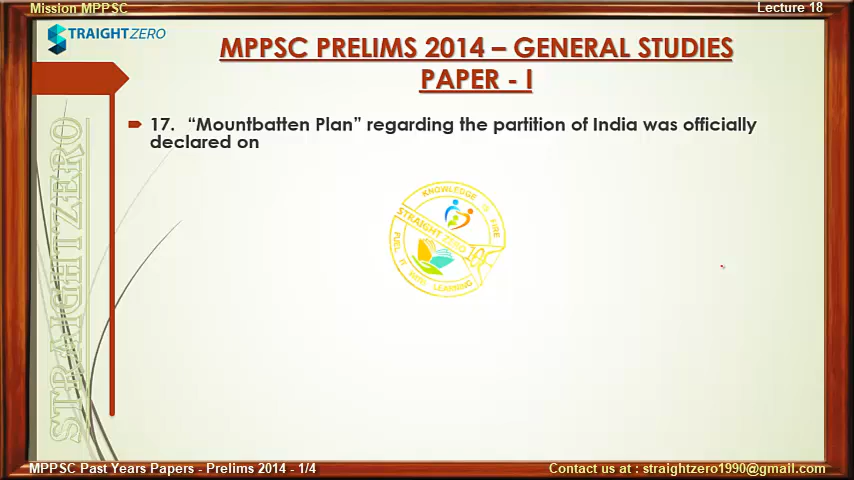 Mission MPPSC
Lecture 18
STRAIGHTZERO
MPPSC PRELIMS 2014 – GENERAL STUDIES
PAPER - I
17. “Mountbatten Plan” regarding the partition of India was officially
declared on
KNOWLEDGE IS FIRE
STRAIGHT ZERO
FUEL IT WITH LEARNING
STRAIGHTZERO
MPPSC Past Years Papers - Prelims 2014 - 1/4
Contact us at : straightzero1990@gmail.com